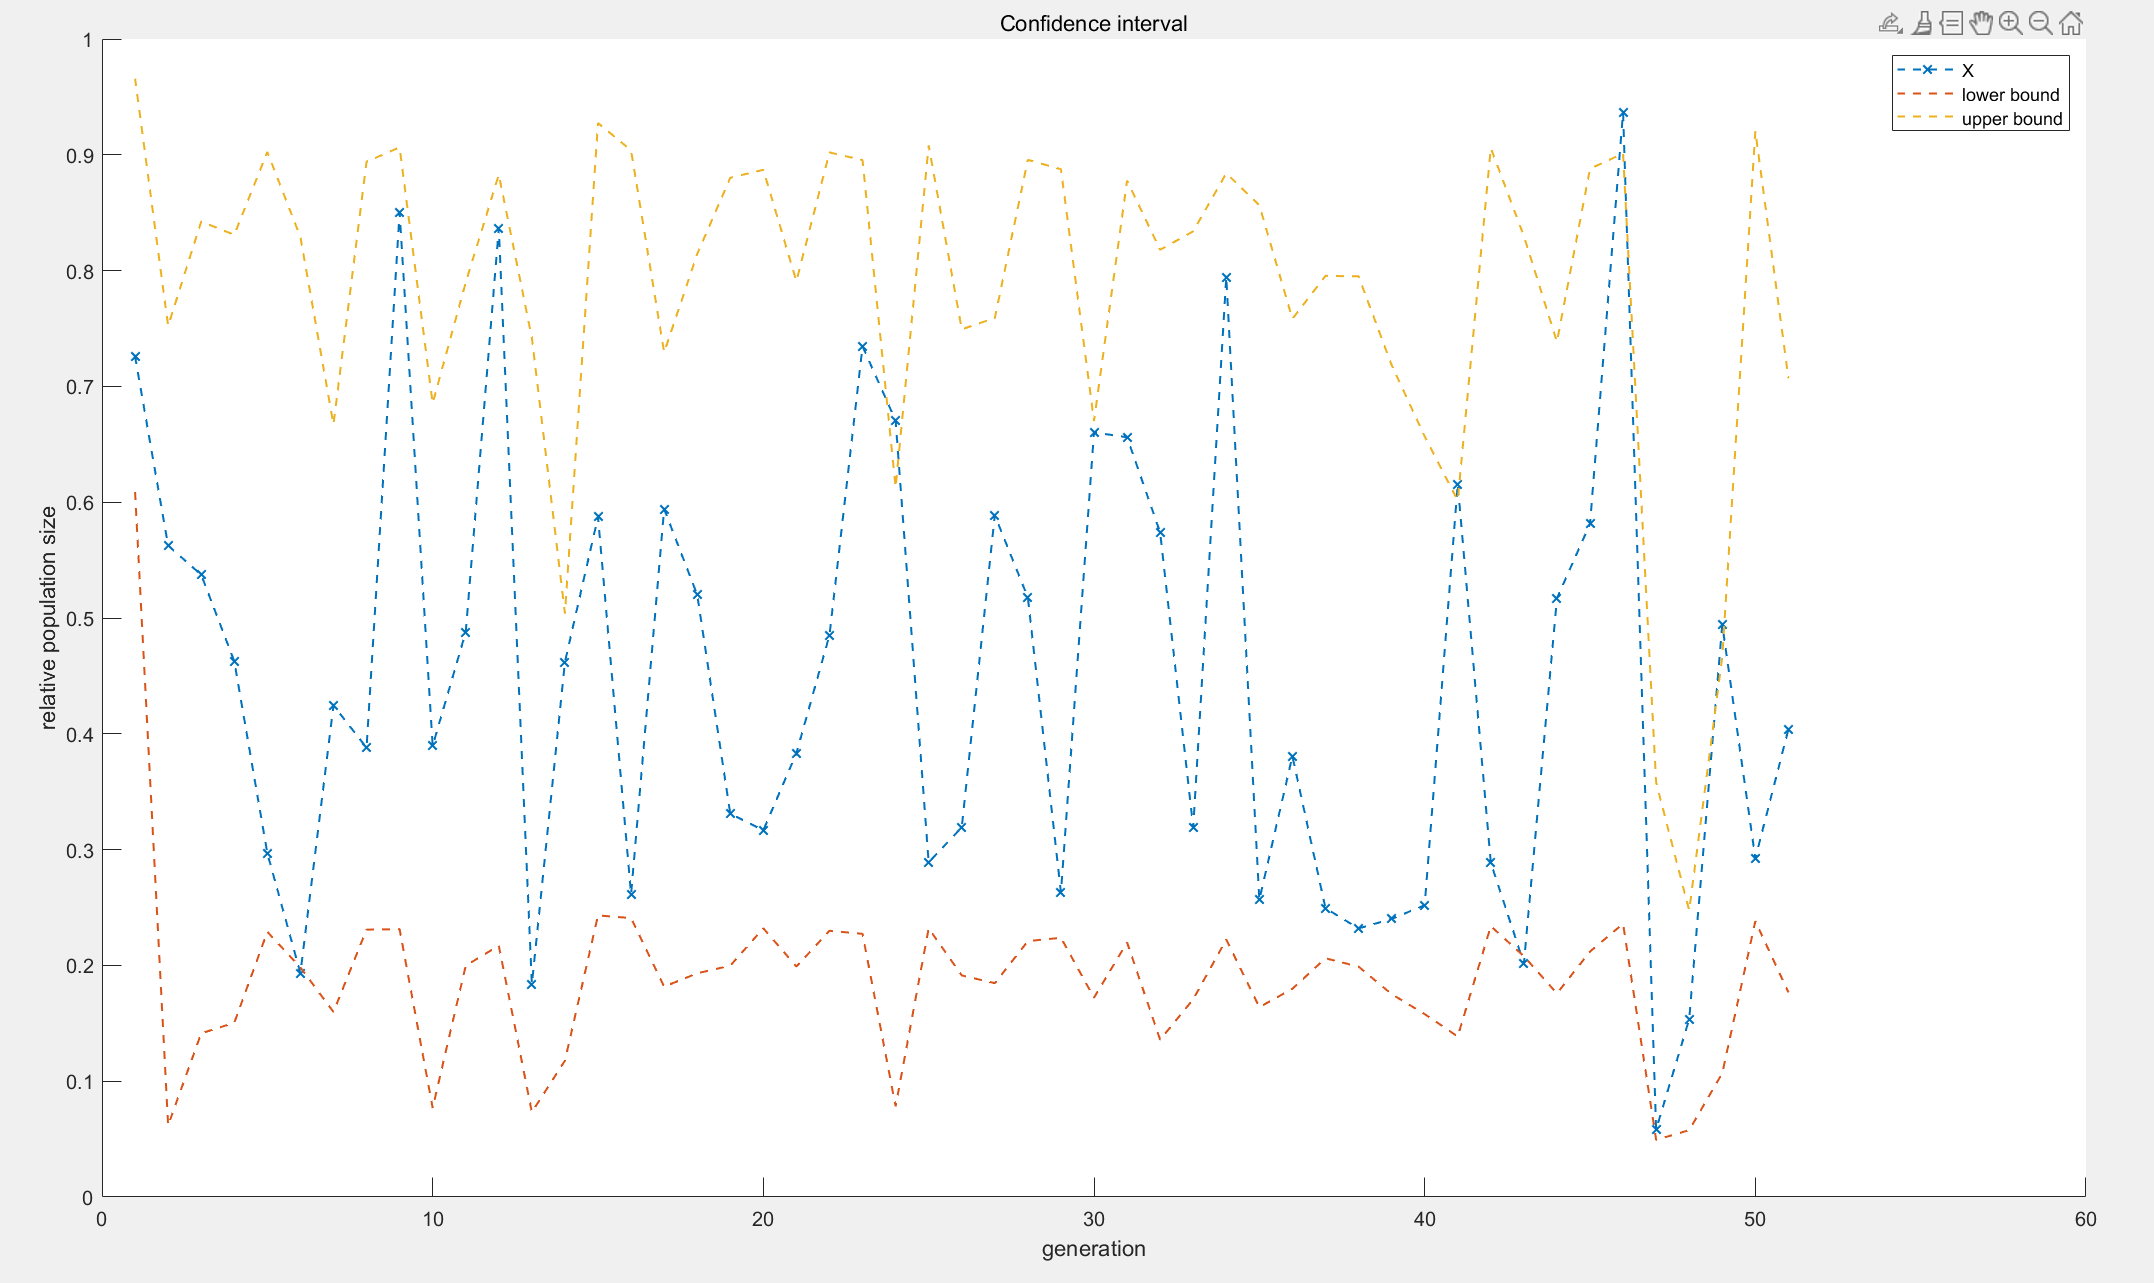 Confidence interval
X
lower bound
upper bound
1
0.9
0.8
0.7
0.6
0.5
0.4
0.3
0.2
0.1
0
relative population size
0 10 20 30 40 50 60
generation